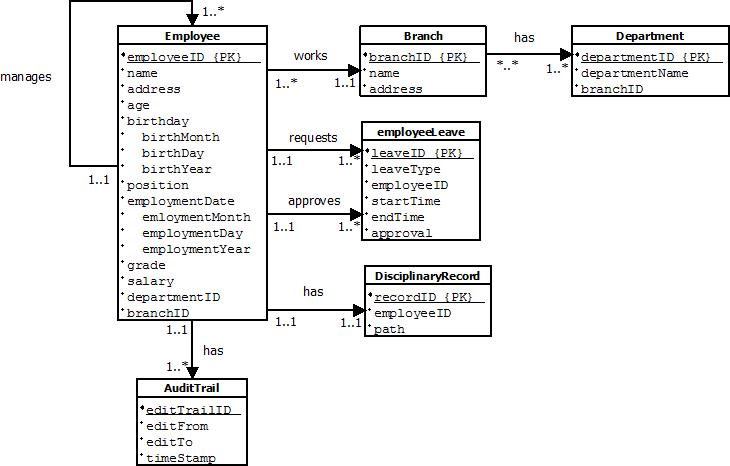 1..*
Employee
employeeID {PK}
name
address
age
birthday
birthMonth
birthDay
birthYear
position
employmentDate
emloymentMonth
employmentDay
employmentYear
grade
salary
departmentID
branchID
manages
1..1
works
1..*
1..1
Branch
branchID {PK}
name
address
has
*..*
1..*
Department
departmentID {PK}
departmentName
branchID
requests
1..1
1..*
approves
1..1
1..*
employeeLeave
leaveID {PK}
leaveType
employeeID
startTime
endTime
approval
has
1..1
1..1
DisciplinaryRecord
recordID {PK}
employeeID
path
1..1
has
1..*
AuditTrail
editTrailID
editFrom
editTo
timeStamp